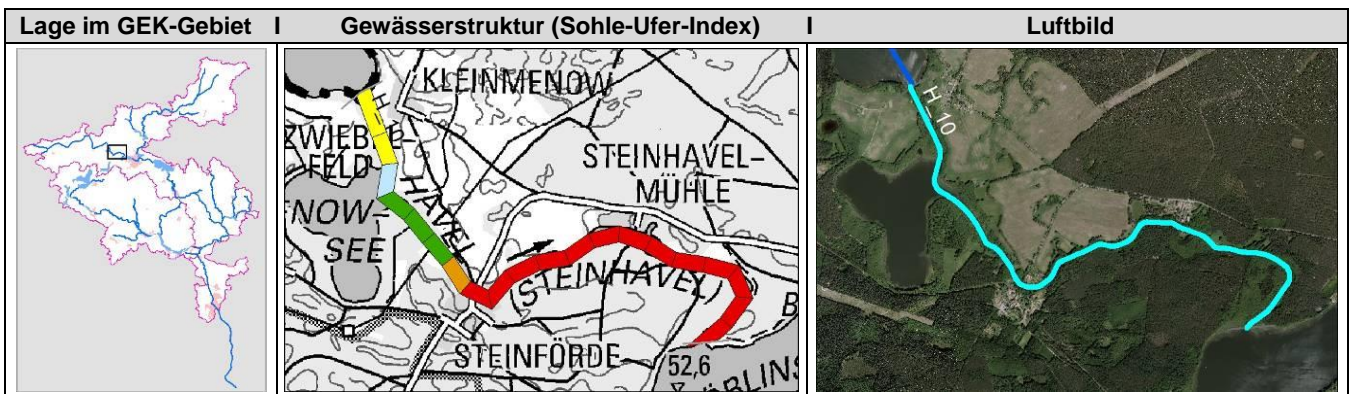 Lage im GEK-Gebiet I Gewässerstruktur (Sohle-Ufer-Index) I Luftbild
KLEINMENOW
H
ZWIEBEL-
FELD
STEINHAVEL-
MÜHLE
NOW-
SEE
HAVEL
(STEINHAVEL)
STEINFÖRDE
52,6
H_10